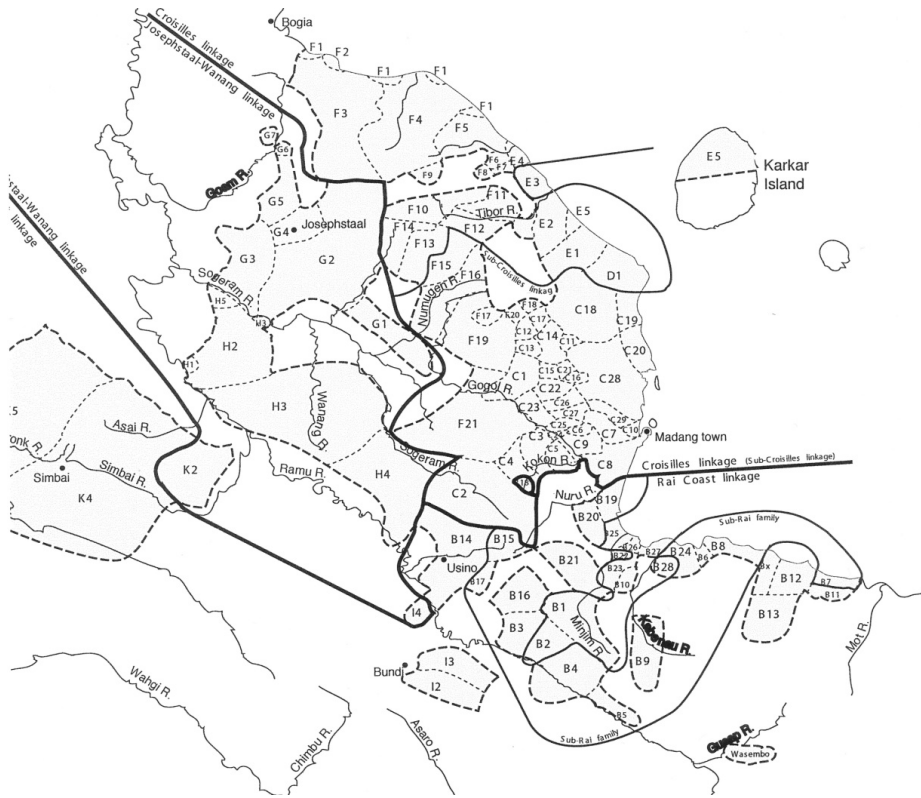 Bogia
Croisilles linkage
Josephstaal-Wanang linkage
F1
F2
F1
F1
F1
F3
F4
F5
G7
G6
F6
F7
E4
F8
F9
E3
E5
Karkar
Island
Goam R.
G5
F11
F10
Tibor R.
E5
E2
G4
Josephstaal
F14
F12
F13
G3
G2
F15
F16
Sub-Croisilles linkag
E1
D1
staal-Wanang linkage
linkage
Sogeram R.
Numugen R.
H5
H3
G1
F18
F17
F20
C17
C18
C19
C12
C14
C11
C13
F19
C20
H2
H1
C1
C15
C21
C16
C28
Gogol R.
C22
H3
Wanang R.
C23
C26
C27
C29
C10
Madang town
F21
C25
C24
C6
C7
C3
C5
C9
Asai R.
K2
Simbai
Simbai R.
K4
Ramu R.
H4
Sogeram R.
C4
Kokon R.
C8
Croisilles linkage (Sub-Croisilles linkage)
Rai Coast linkage
C2
Nuru R.
B19
B20
B14
B15
B25
B26
B27
B24
B8
B6
Sub-Rai family
Usino
B21
B22
B23
B28
B10
B17
Bx
B12
B7
B11
B16
B1
B13
I4
B3
Minjim R.
Kabenau R.
B2
Mot R.
Bundi
I3
I2
B4
B9
Wahgi R.
B5
Asaro R.
Sub-Rai family
Gusap R.
Wasembo
Chimbu R.